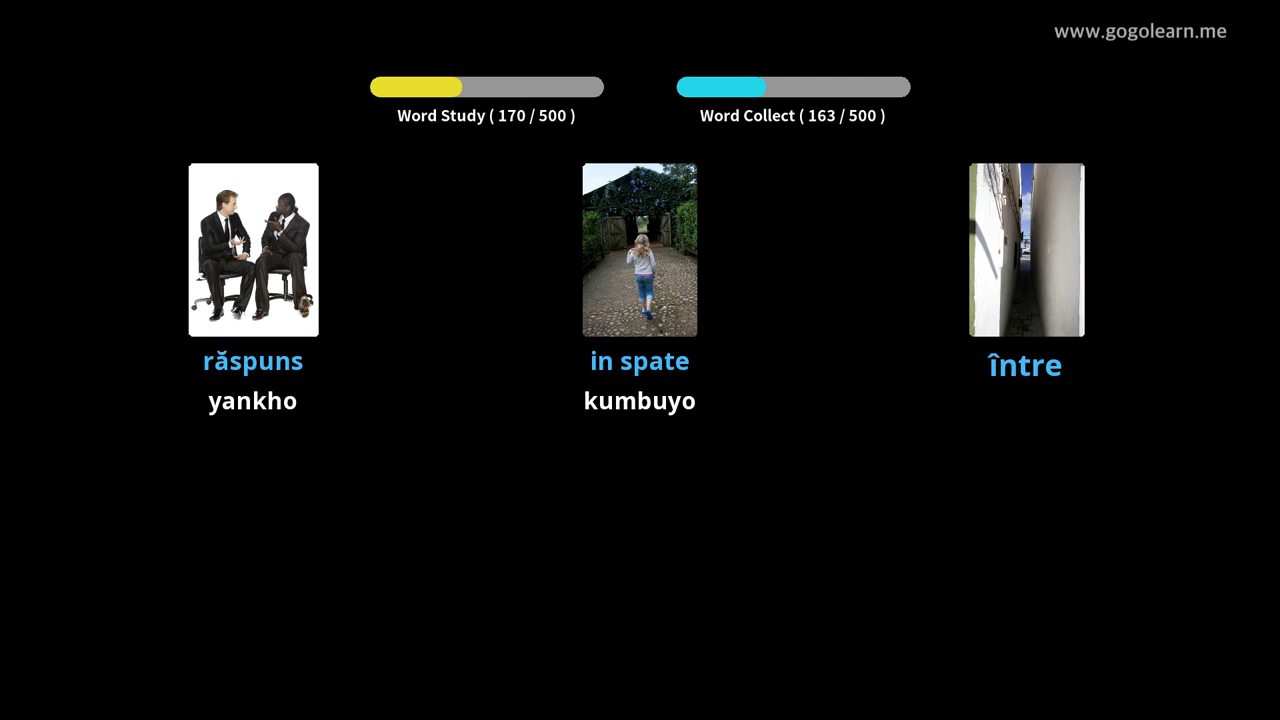 www.gogolearn.me
Word Study ( 170 / 500 )
Word Collect ( 163 / 500 )
răspuns
yankho
in spate
kumbuyo
între